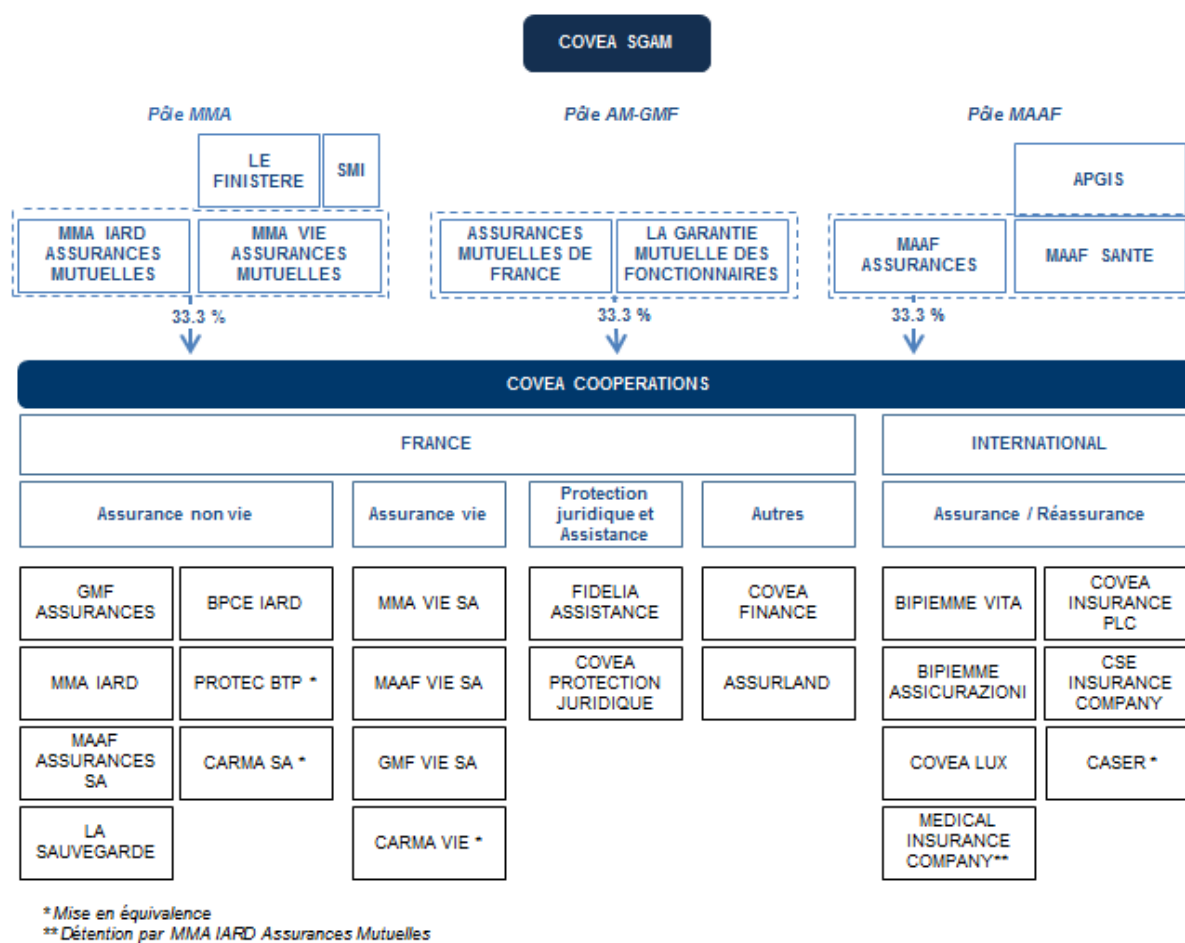 COVEA SGAM
Pôle MMA
Pôle AM-GMF
Pôle MAAF
LE
FINISTERE
SMI
APGIS
MMA IARD
ASSURANCES
MUTUELLES
MMA VIE
ASSURANCES
MUTUELLES
ASSURANCES
MUTUELLES DE
FRANCE
LA GARANTIE
MUTUELLE DES
FONCTIONNAIRES
MAAF
ASSURANCES
MAAF SANTE
33.3 %
33.3 %
33.3 %
COVEA COOPERATIONS
FRANCE
INTERNATIONAL
Assurance non vie
Assurance vie
Protection
juridique et
Assistance
Autres
Assurance / Réassurance
GMF
ASSURANCES
BPCE IARD
MMA VIE SA
FIDELIA
ASSISTANCE
COVEA
FINANCE
BIPIEMME VITA
COVEA
INSURANCE
PLC
MMA IARD
PROTEC BTP *
MAAF VIE SA
COVEA
PROTECTION
JURIDIQUE
ASSURLAND
BIPIEMME
ASSICURAZIONI
CSE
INSURANCE
COMPANY
MAAF
ASSURANCES
SA
CARMA SA *
GMF VIE SA
COVEA LUX
CASER *
LA
SAUVEGARDE
CARMA VIE *
MEDICAL
INSURANCE
COMPANY**
* Mise en équivalence
** Détention par MMA IARD Assurances Mutuelles